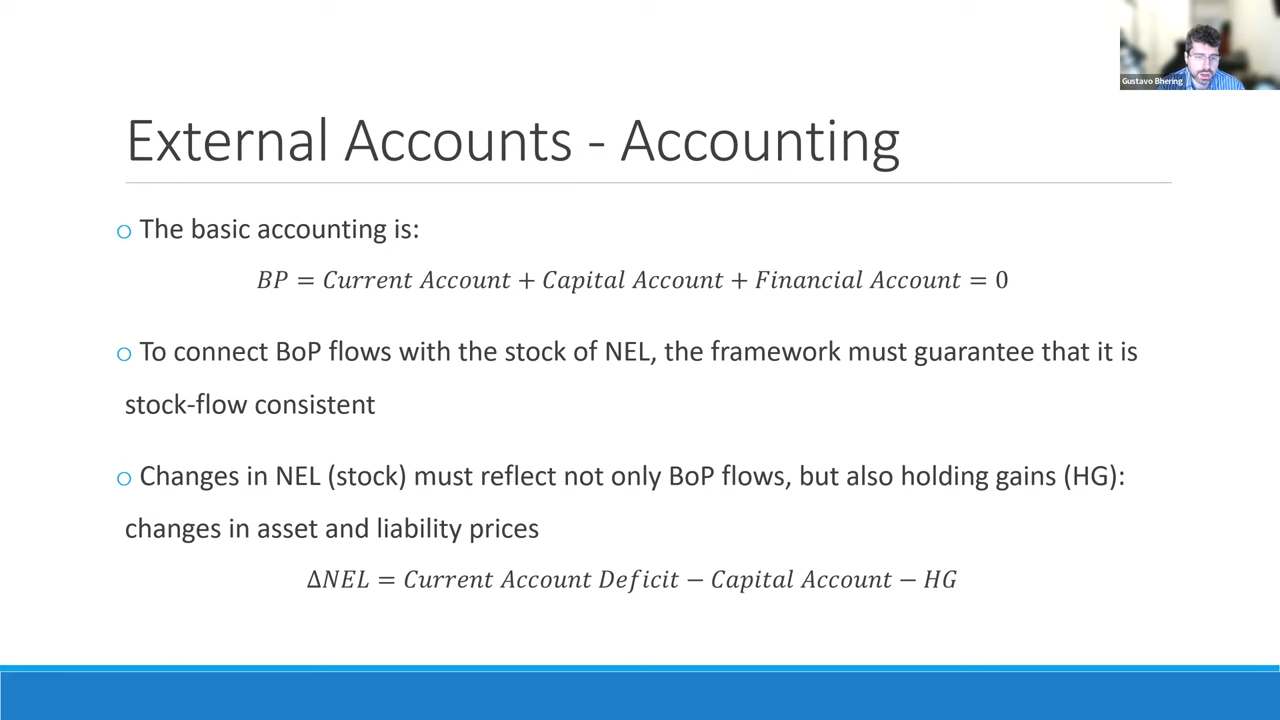 Gustavo Bhering
External Accounts - Accounting
o The basic accounting is:
BP = Current Account + Capital Account + Financial Account = 0
o To connect BoP flows with the stock of NEL, the framework must guarantee that it is
stock-flow consistent
o Changes in NEL (stock) must reflect not only BoP flows, but also holding gains (HG):
changes in asset and liability prices
ΔNEL = Current Account Deficit − Capital Account − HG